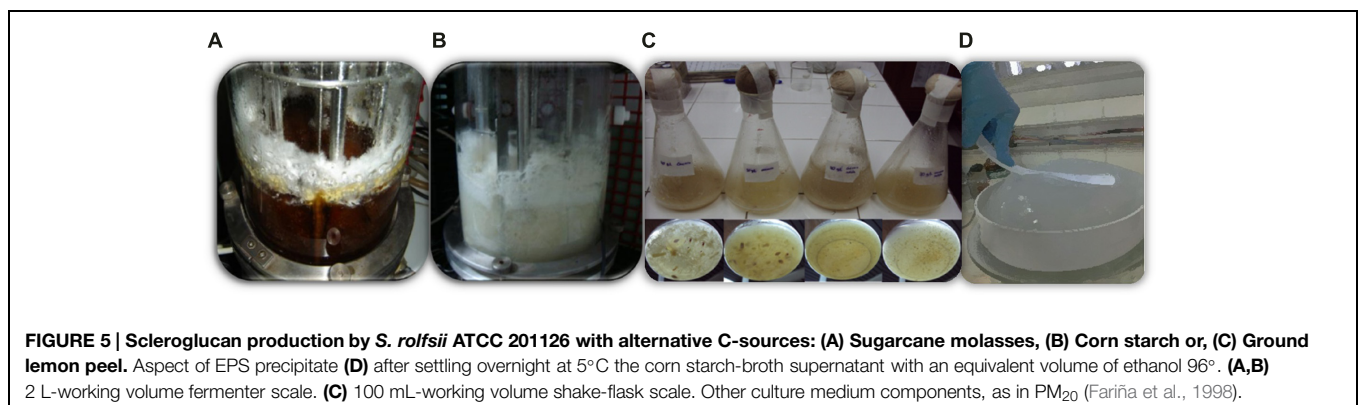 A B C D
FIGURE 5 | Scleroglucan production by S. rolfsii ATCC 201126 with alternative C-sources: (A) Sugarcane molasses, (B) Corn starch or, (C) Ground
lemon peel. Aspect of EPS precipitate (D) after settling overnight at 5°C the corn starch-broth supernatant with an equivalent volume of ethanol 96°. (A,B)
2 L-working volume fermenter scale. (C) 100 mL-working volume shake-flask scale. Other culture medium components, as in PM₂₀ (Fariña et al., 1998).